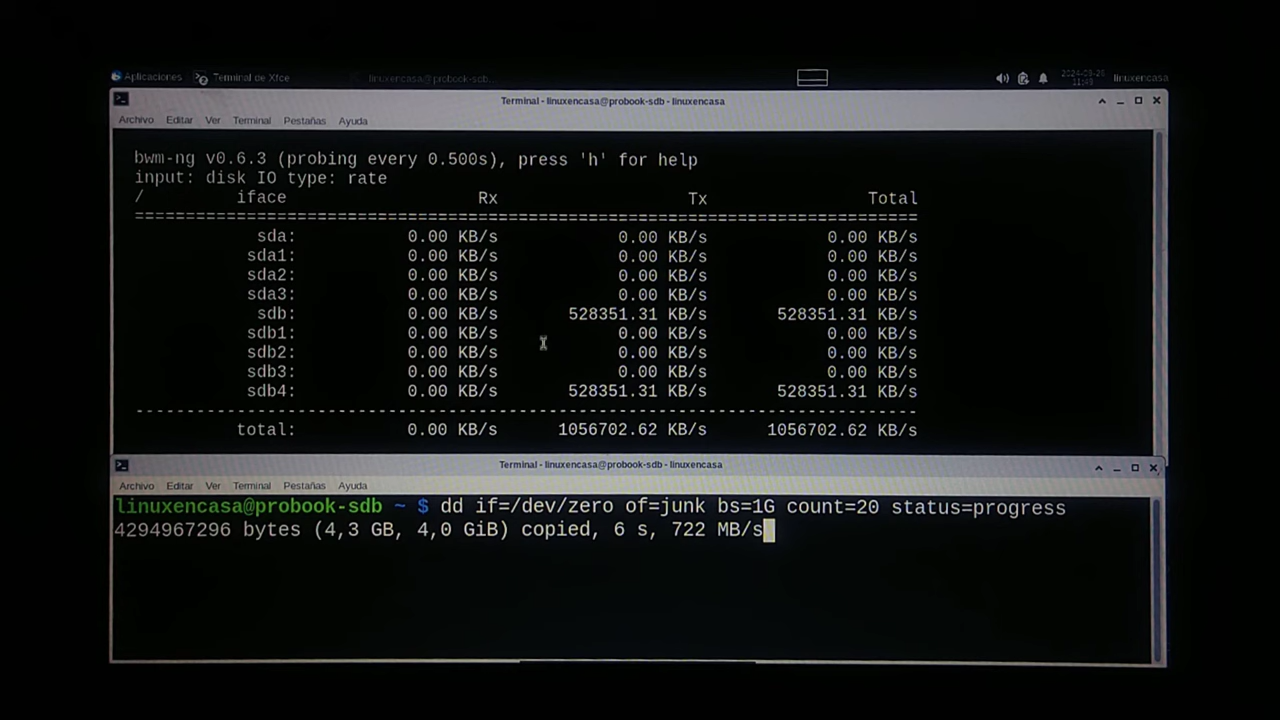 Aplicaciones Terminal de Xfce linuxencasa@probook-sdb... 11:49 linuxencasa
Terminal - linuxencasa@probook-sdb - linuxencasa
Archivo Editar Ver Terminal Pestañas Ayuda
bwm-ng v0.6.3 (probing every 0.500s), press 'h' for help
input: disk IO type: rate
/ iface Rx Tx Total
==============================================================================
sda: 0.00 KB/s 0.00 KB/s 0.00 KB/s
sda1: 0.00 KB/s 0.00 KB/s 0.00 KB/s
sda2: 0.00 KB/s 0.00 KB/s 0.00 KB/s
sda3: 0.00 KB/s 0.00 KB/s 0.00 KB/s
sdb: 0.00 KB/s 528351.31 KB/s 528351.31 KB/s
sdb1: 0.00 KB/s 0.00 KB/s 0.00 KB/s
sdb2: 0.00 KB/s 0.00 KB/s 0.00 KB/s
sdb3: 0.00 KB/s 0.00 KB/s 0.00 KB/s
sdb4: 0.00 KB/s 528351.31 KB/s 528351.31 KB/s
------------------------------------------------------------------------------
total: 0.00 KB/s 1056702.62 KB/s 1056702.62 KB/s
Terminal - linuxencasa@probook-sdb - linuxencasa
Archivo Editar Ver Terminal Pestañas Ayuda
linuxencasa@probook-sdb ~ $ dd if=/dev/zero of=junk bs=1G count=20 status=progress
4294967296 bytes (4,3 GB, 4,0 GiB) copied, 6 s, 722 MB/s